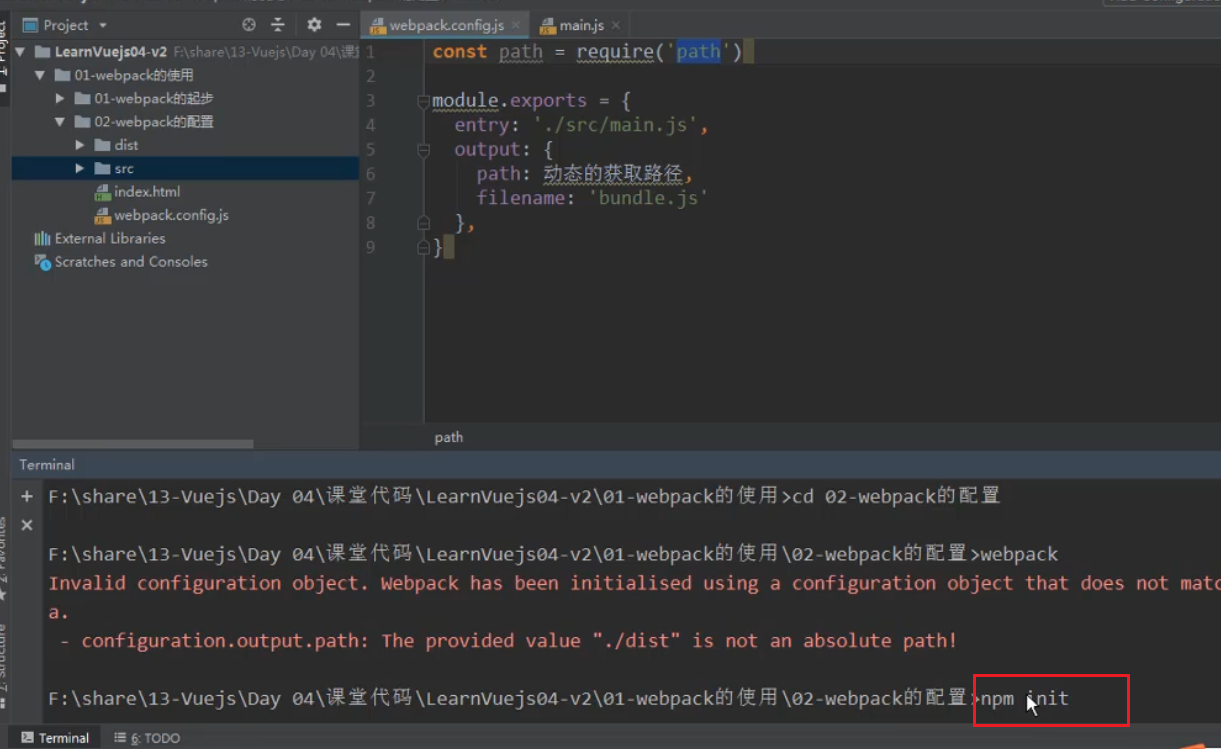 Project
webpack.config.js
main.js
LearnVuejs04-v2 F:\share\13-Vuejs\Day 04\课
01-webpack的使用
01-webpack的起步
02-webpack的配置
dist
src
index.html
webpack.config.js
External Libraries
Scratches and Consoles
1 const path = require('path')
2
3 module.exports = {
4 entry: './src/main.js',
5 output: {
6 path: 动态的获取路径,
7 filename: 'bundle.js'
8 },
9 }
path
Terminal
F:\share\13-Vuejs\Day 04\课堂代码\LearnVuejs04-v2\01-webpack的使用>cd 02-webpack的配置
F:\share\13-Vuejs\Day 04\课堂代码\LearnVuejs04-v2\01-webpack的使用\02-webpack的配置>webpack
Invalid configuration object. Webpack has been initialised using a configuration object that does not matc
a.
- configuration.output.path: The provided value "./dist" is not an absolute path!
F:\share\13-Vuejs\Day 04\课堂代码\LearnVuejs04-v2\01-webpack的使用\02-webpack的配置>npm init
Terminal
6: TODO